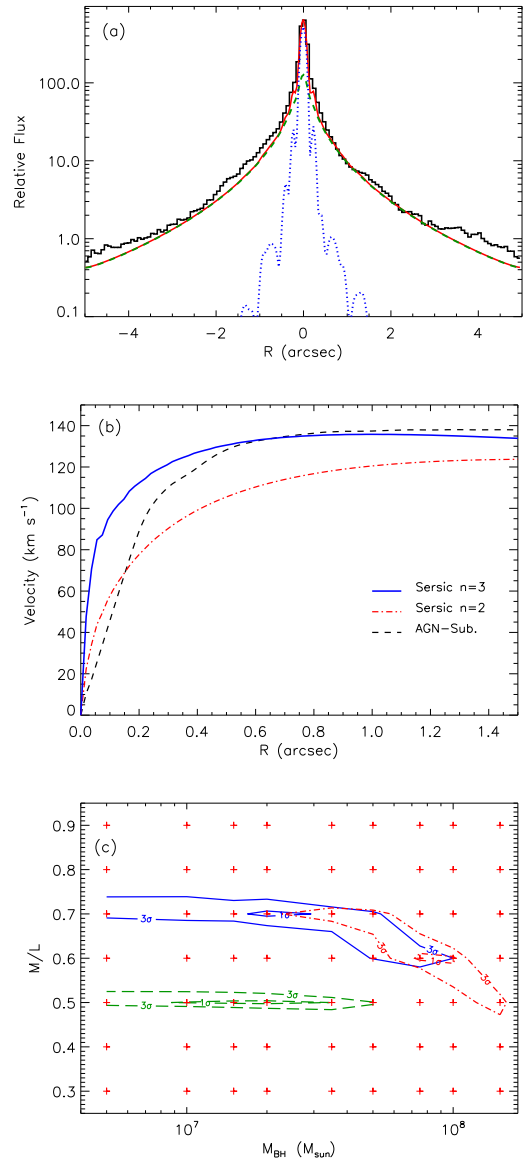 (a)
100.0
10.0
1.0
0.1
Relative Flux
−4 −2 0 2 4
R (arcsec)
(b)
140
120
100
80
60
40
20
0
Velocity (km s⁻¹)
Sersic n=3
Sersic n=2
AGN−Sub.
0.0 0.2 0.4 0.6 0.8 1.0 1.2 1.4
R (arcsec)
(c)
0.9
0.8
0.7
0.6
0.5
0.4
0.3
M/L
3σ
1σ
3σ
3σ
1σ
3σ
3σ
1σ
3σ
10⁷ 10⁸
M_BH (M_sun)